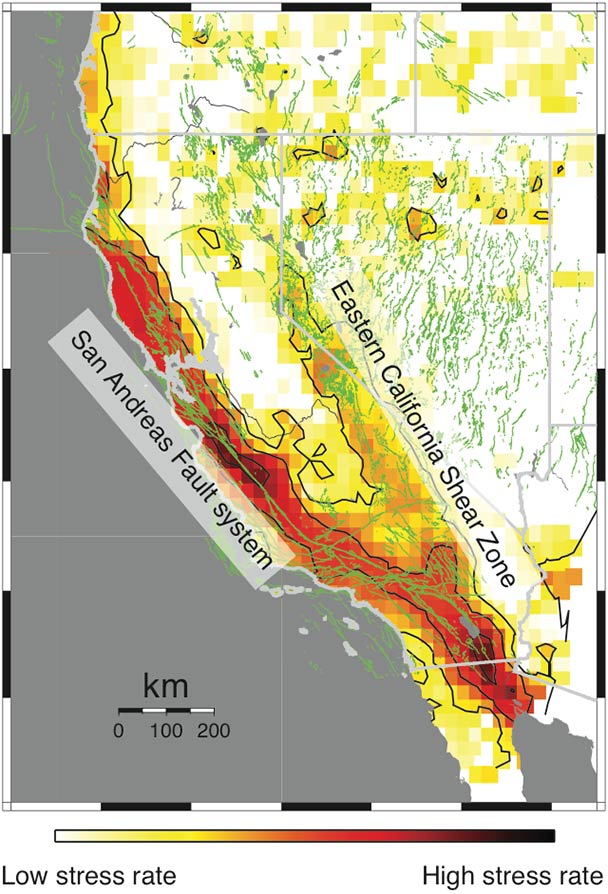 Eastern California Shear Zone
San Andreas Fault system
km
0 100 200
Low stress rate High stress rate